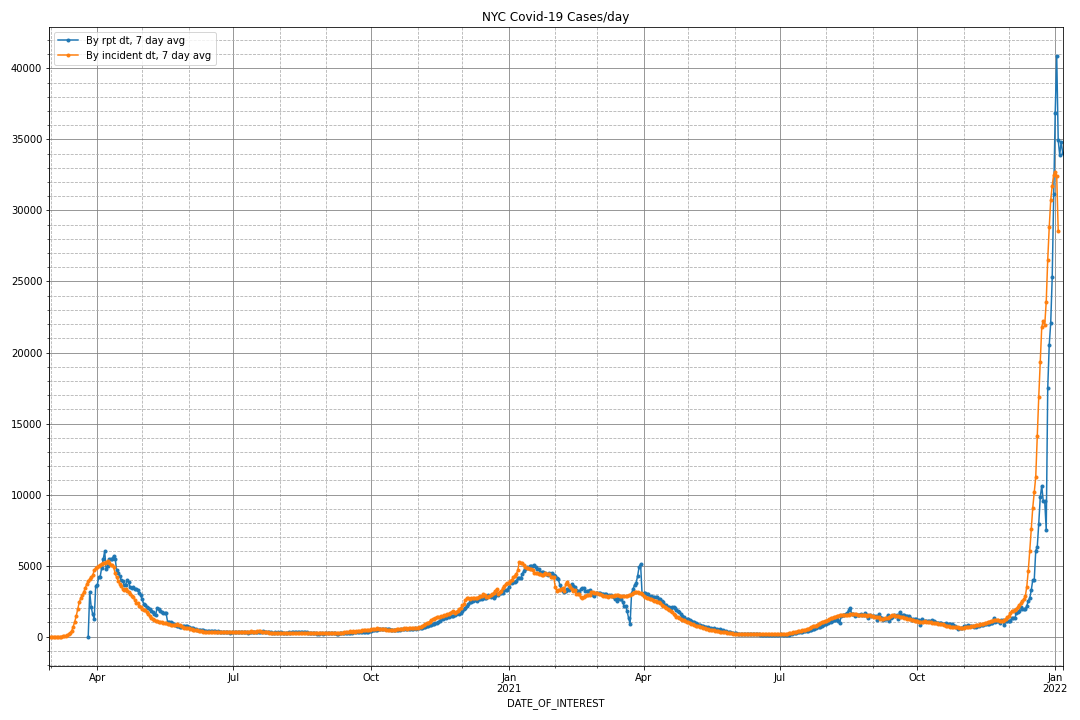 NYC Covid-19 Cases/day
By rpt dt, 7 day avg
By incident dt, 7 day avg
40000
35000
30000
25000
20000
15000
10000
5000
0
Apr Jul Oct Jan Apr Jul Oct Jan
2021 2022
DATE_OF_INTEREST